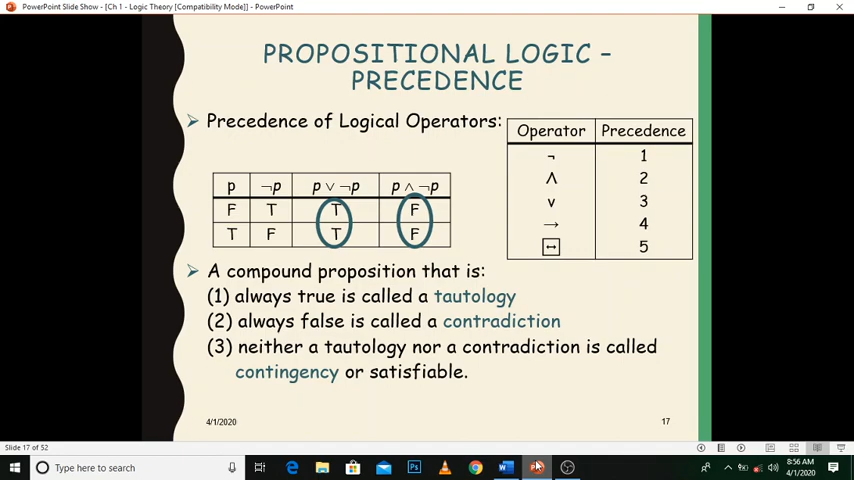 PowerPoint Slide Show - [Ch 1 - Logic Theory [Compatibility Mode]] - PowerPoint
PROPOSITIONAL LOGIC –
PRECEDENCE
Precedence of Logical Operators:
Operator Precedence
¬ 1
∧ 2
∨ 3
→ 4
↔ 5
p ¬p p ∨ ¬p p ∧ ¬p
F T T F
T F T F
A compound proposition that is:
(1) always true is called a tautology
(2) always false is called a contradiction
(3) neither a tautology nor a contradiction is called
contingency or satisfiable.
4/1/2020 17
Slide 17 of 52
Type here to search
8:56 AM
4/1/2020